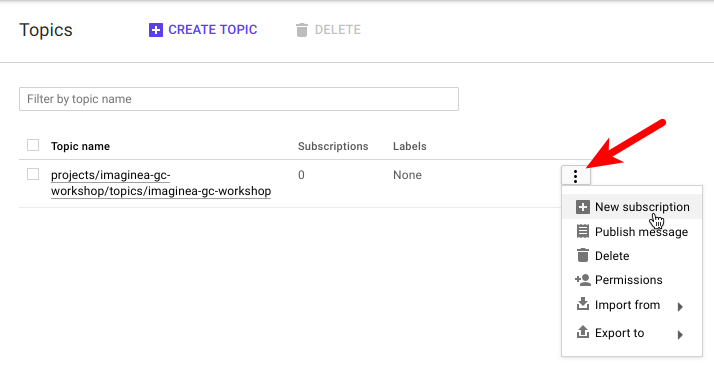 Topics
CREATE TOPIC
DELETE
Filter by topic name
Topic name
Subscriptions
Labels
projects/imaginea-gc-
workshop/topics/imaginea-gc-workshop
0
None
New subscription
Publish message
Delete
Permissions
Import from
Export to